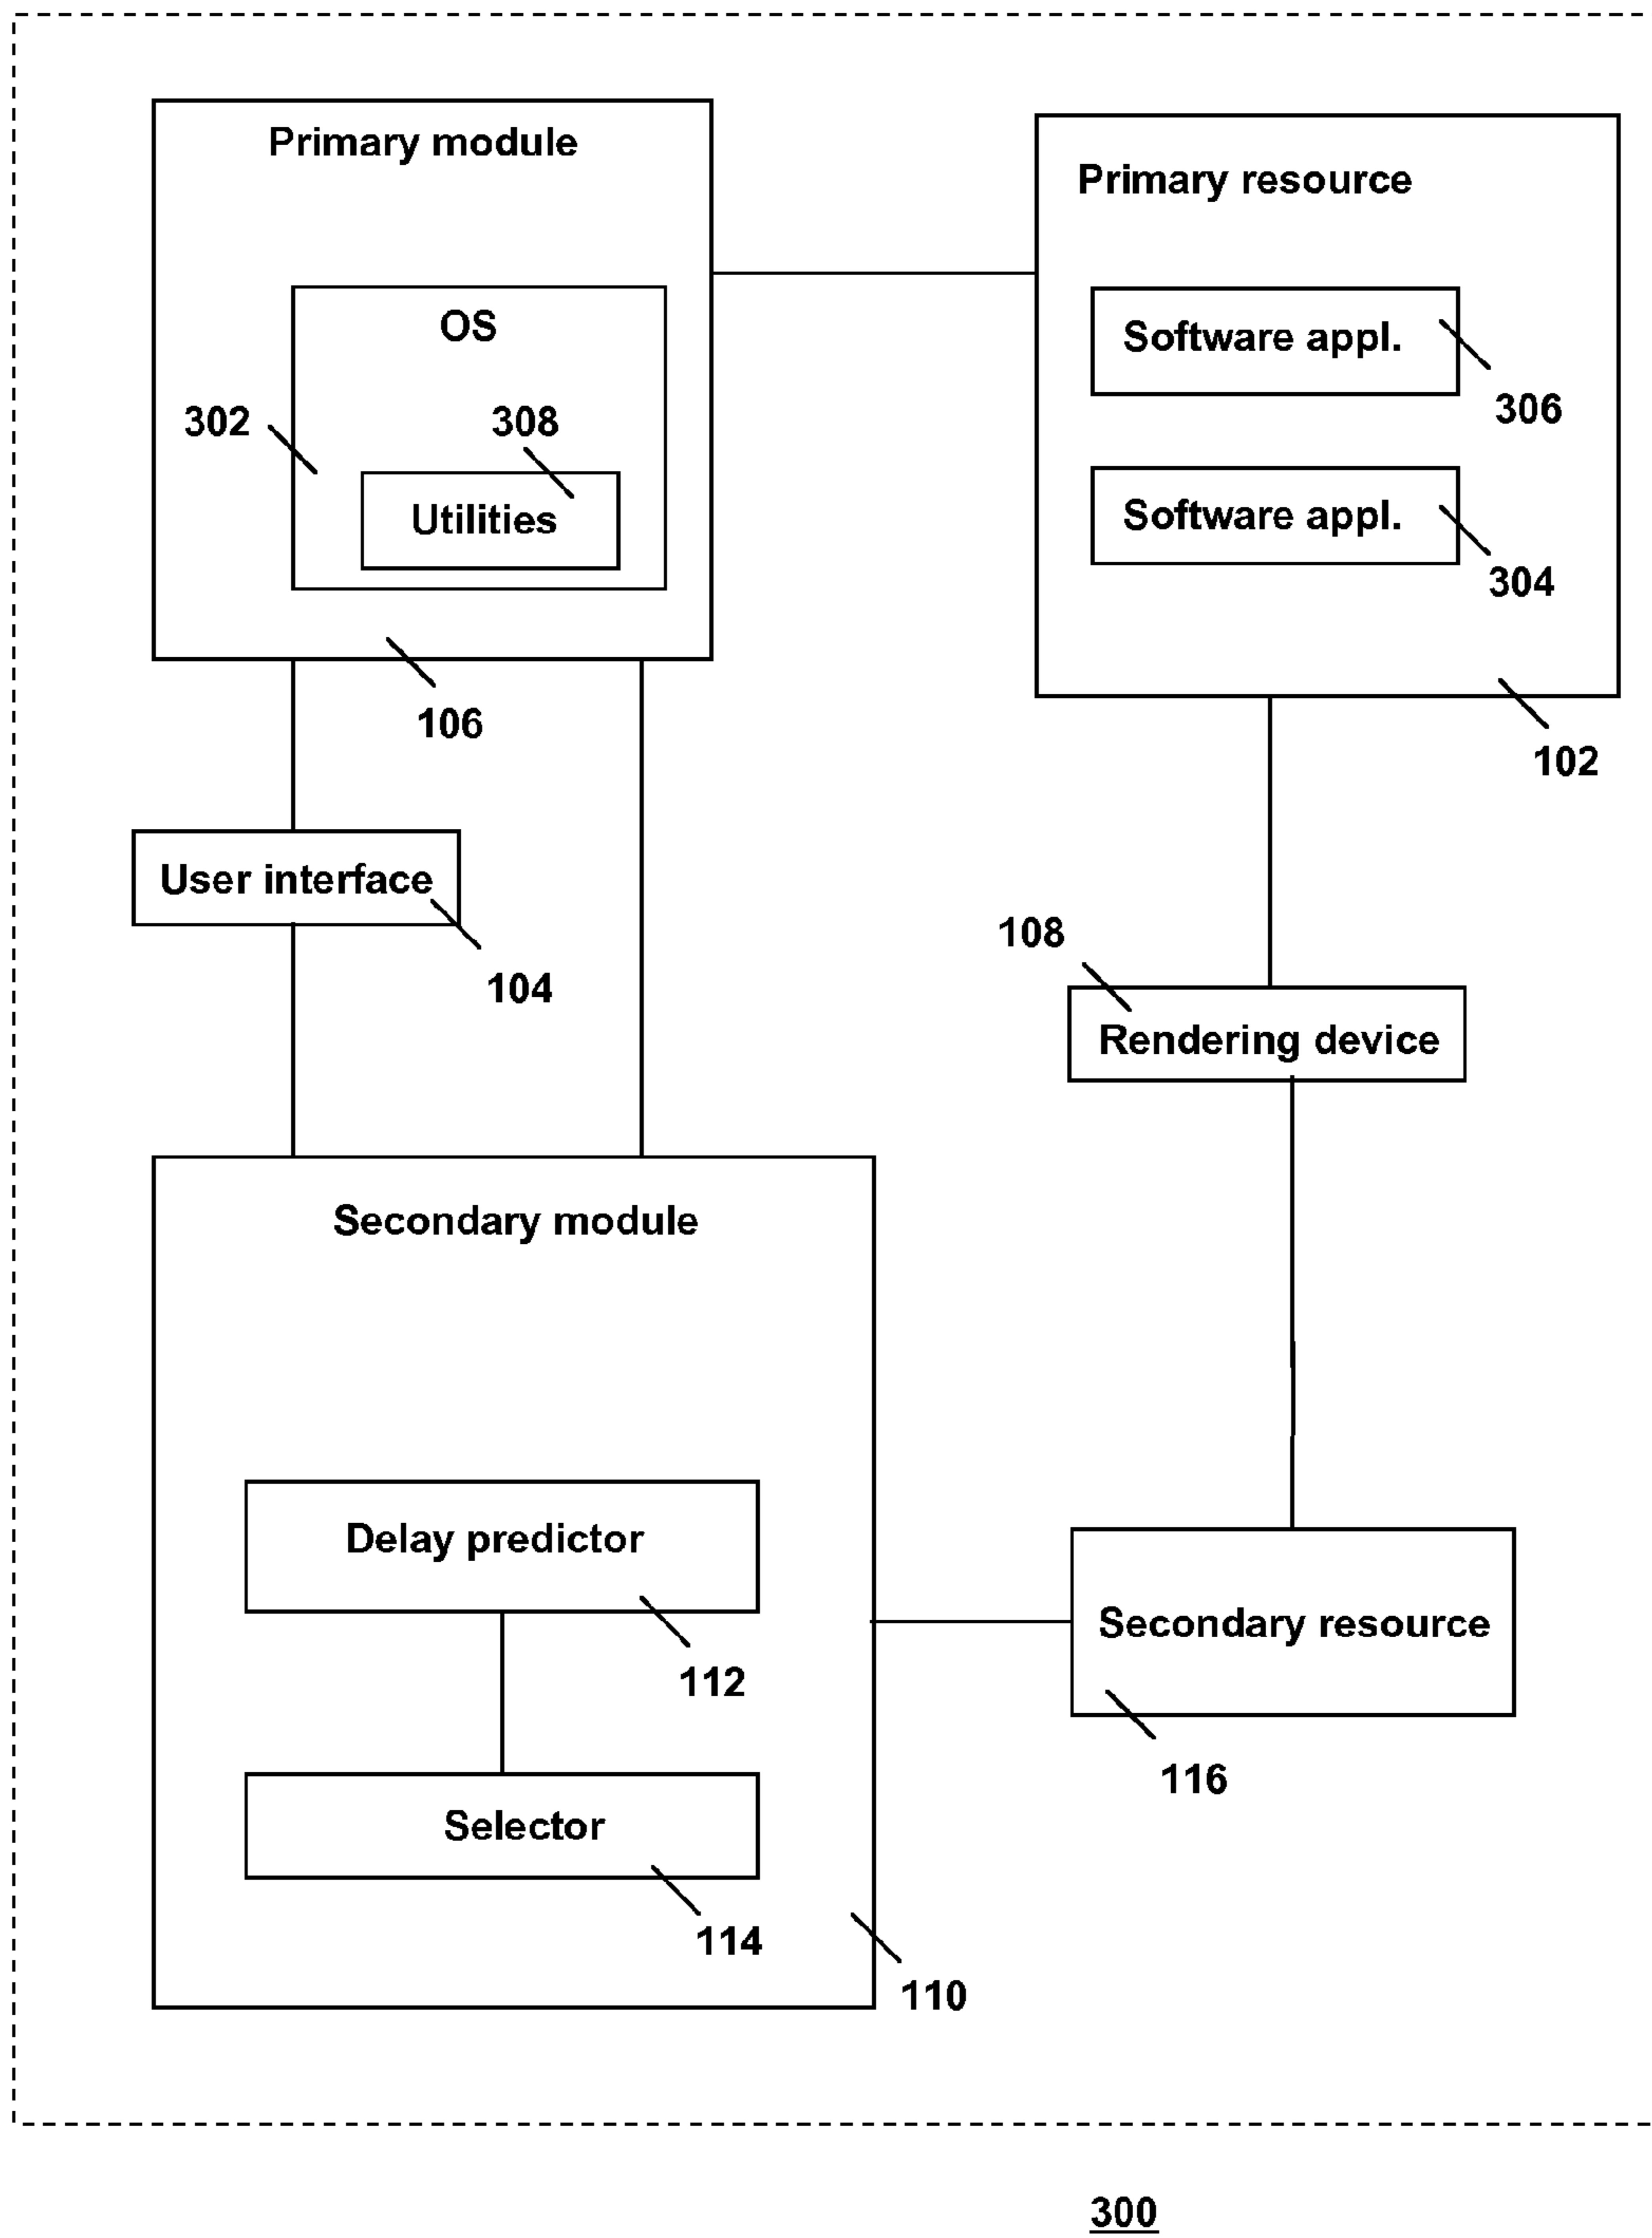 Primary module
OS
302
308
Utilities
106
Primary resource
Software appl.
306
Software appl.
304
102
User interface
104
108
Rendering device
Secondary module
Delay predictor
112
Selector
114
110
Secondary resource
116
300